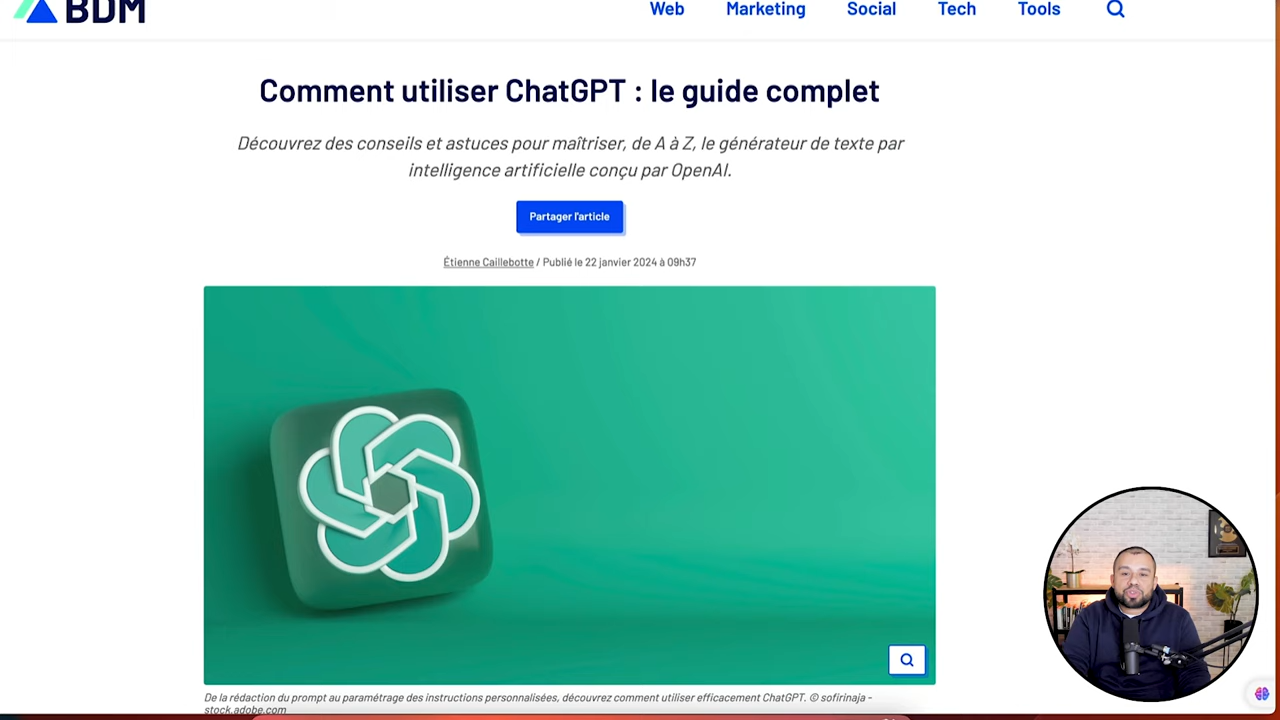 BDM
Web Marketing Social Tech Tools
Comment utiliser ChatGPT : le guide complet
Découvrez des conseils et astuces pour maîtriser, de A à Z, le générateur de texte par
intelligence artificielle conçu par OpenAI.
Partager l'article
Étienne Caillebotte / Publié le 22 janvier 2024 à 09h37
De la rédaction du prompt au paramétrage des instructions personnalisées, découvrez comment utiliser efficacement ChatGPT. © sofirinaja -
stock.adobe.com